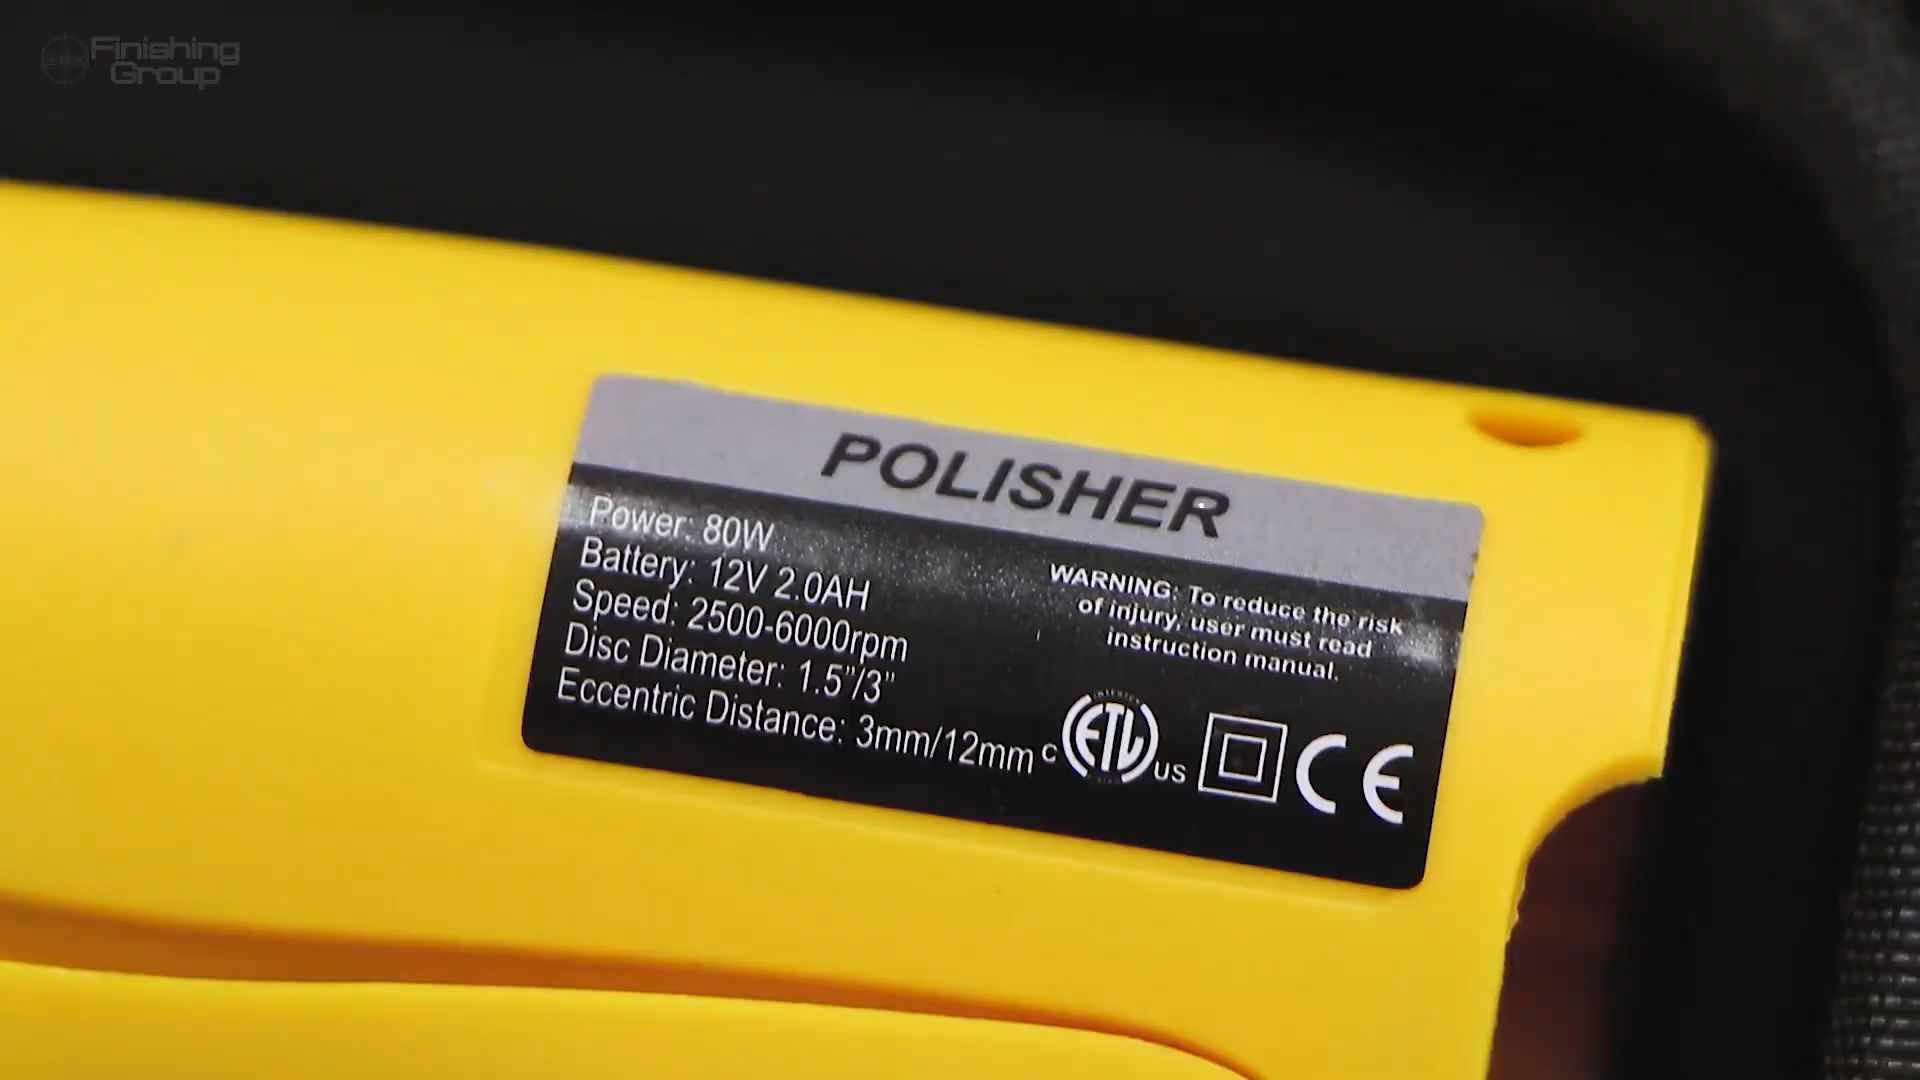 Finishing
Group
POLISHER
Power: 80W
Battery: 12V 2.0AH
Speed: 2500-6000rpm
Disc Diameter: 1.5”/3”
Eccentric Distance: 3mm/12mm
WARNING: To reduce the risk
of injury, user must read
instruction manual.
C ETL US CE